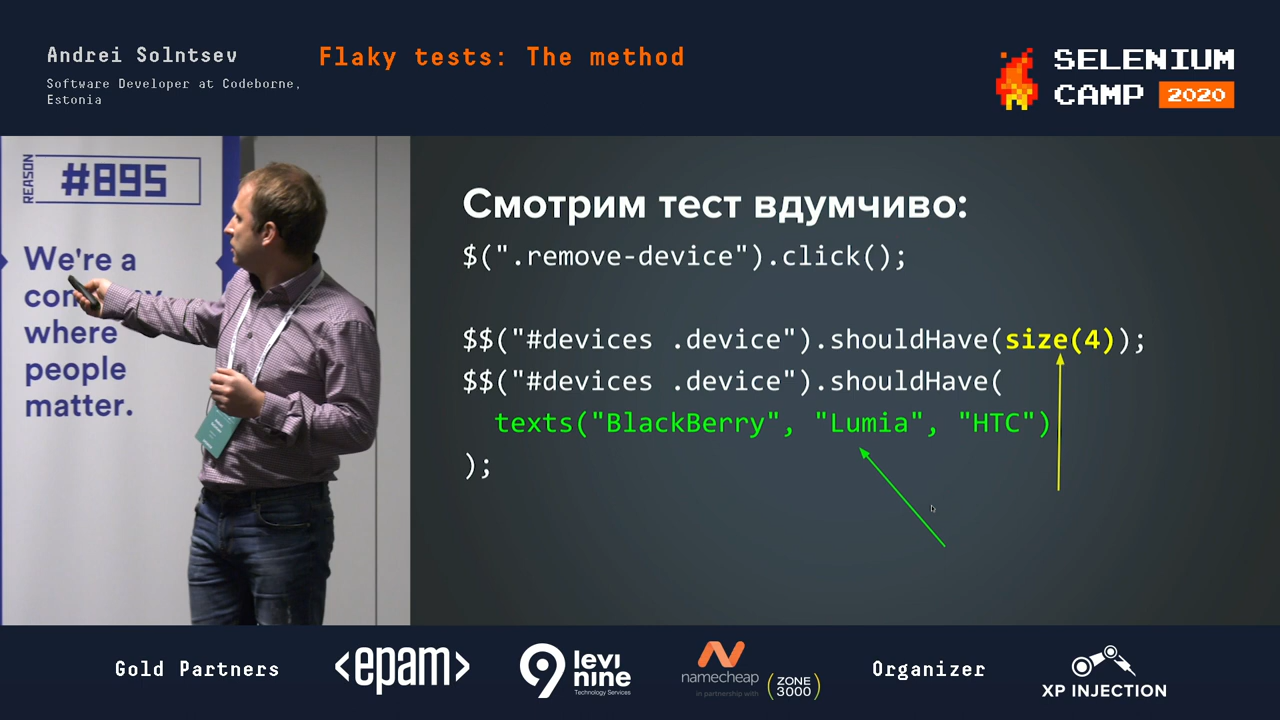 Andrei Solntsev
Software Developer at Codeborne,
Estonia
Flaky tests: The method
SELENIUM
CAMP 2020
REASON
#895
We're a
where
people
matter.
Смотрим тест вдумчиво:
$(".remove-device").click();
$$("#devices .device").shouldHave(size(4));
$$("#devices .device").shouldHave(
texts("BlackBerry", "Lumia", "HTC")
);
Gold Partners
<epam>
9 levi
nine
Technology Services
namecheap
in partnership with
ZONE
3000
Organizer
XP INJECTION